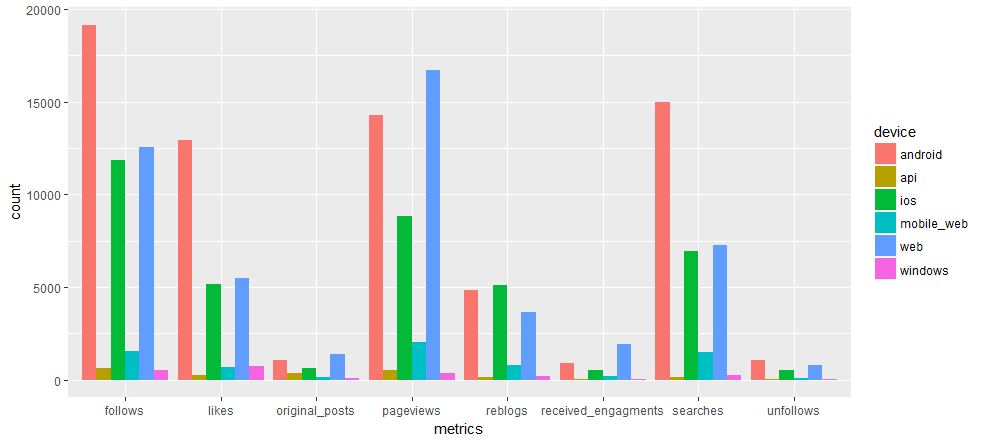 20000
15000
10000
5000
0
count
follows
likes
original_posts
pageviews
reblogs
received_engagments
searches
unfollows
metrics
device
android
api
ios
mobile_web
web
windows